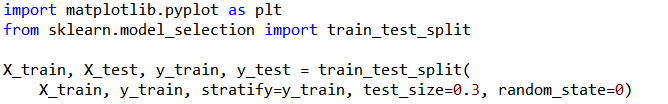 import matplotlib.pyplot as plt
from sklearn.model_selection import train_test_split

X_train, X_test, y_train, y_test = train_test_split(
    X_train, y_train, stratify=y_train, test_size=0.3, random_state=0)